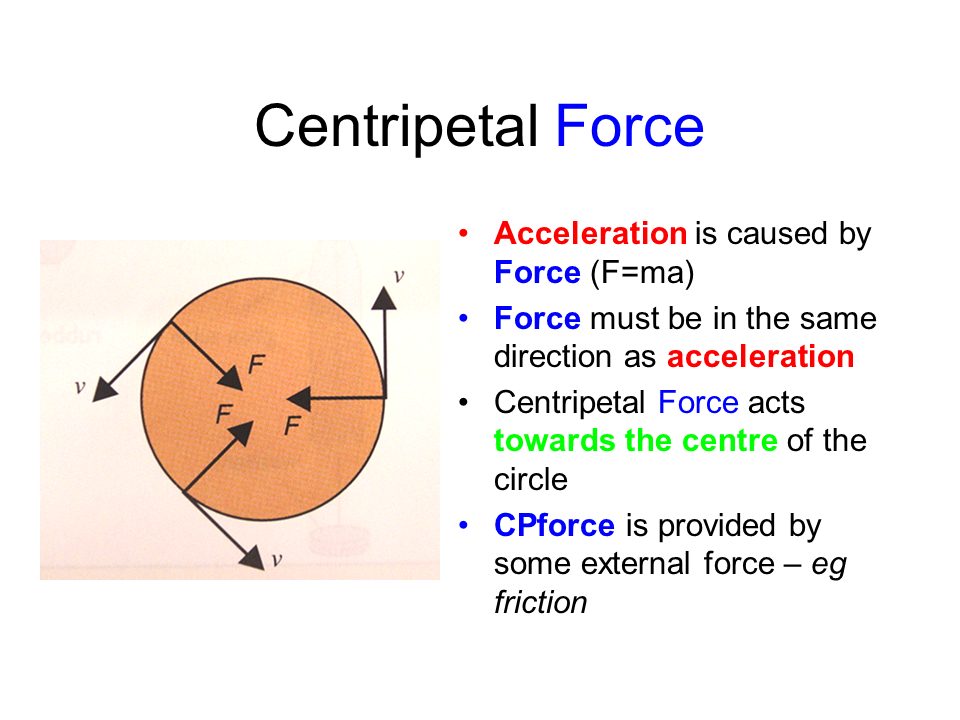 Centripetal Force
• Acceleration is caused by
Force (F=ma)
• Force must be in the same
direction as acceleration
• Centripetal Force acts
towards the centre of the
circle
• CPforce is provided by
some external force – eg
friction
v
v
F
F
F
v